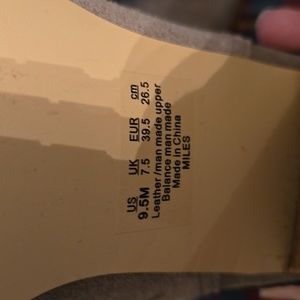 US UK EUR cm
9.5M 7.5 39.5 26.5
Leather /man made upper
Balance man made
Made in China
MILES